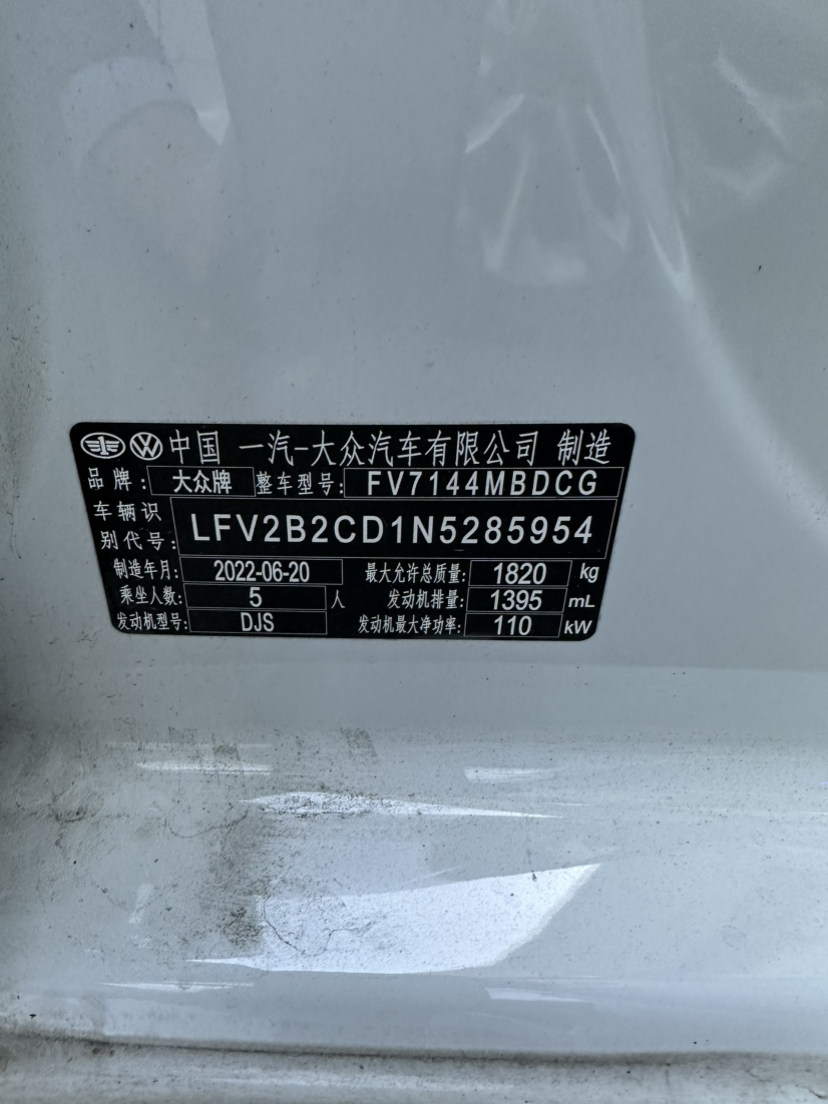 中国 一汽-大众汽车有限公司 制造
品牌: 大众牌 整车型号: FV7144MBDCG
车辆识
别代号: LFV2B2CD1N5285954
制造年月: 2022-06-20 最大允许总质量: 1820 kg
乘坐人数: 5 人 发动机排量: 1395 mL
发动机型号: DJS 发动机最大净功率: 110 kW